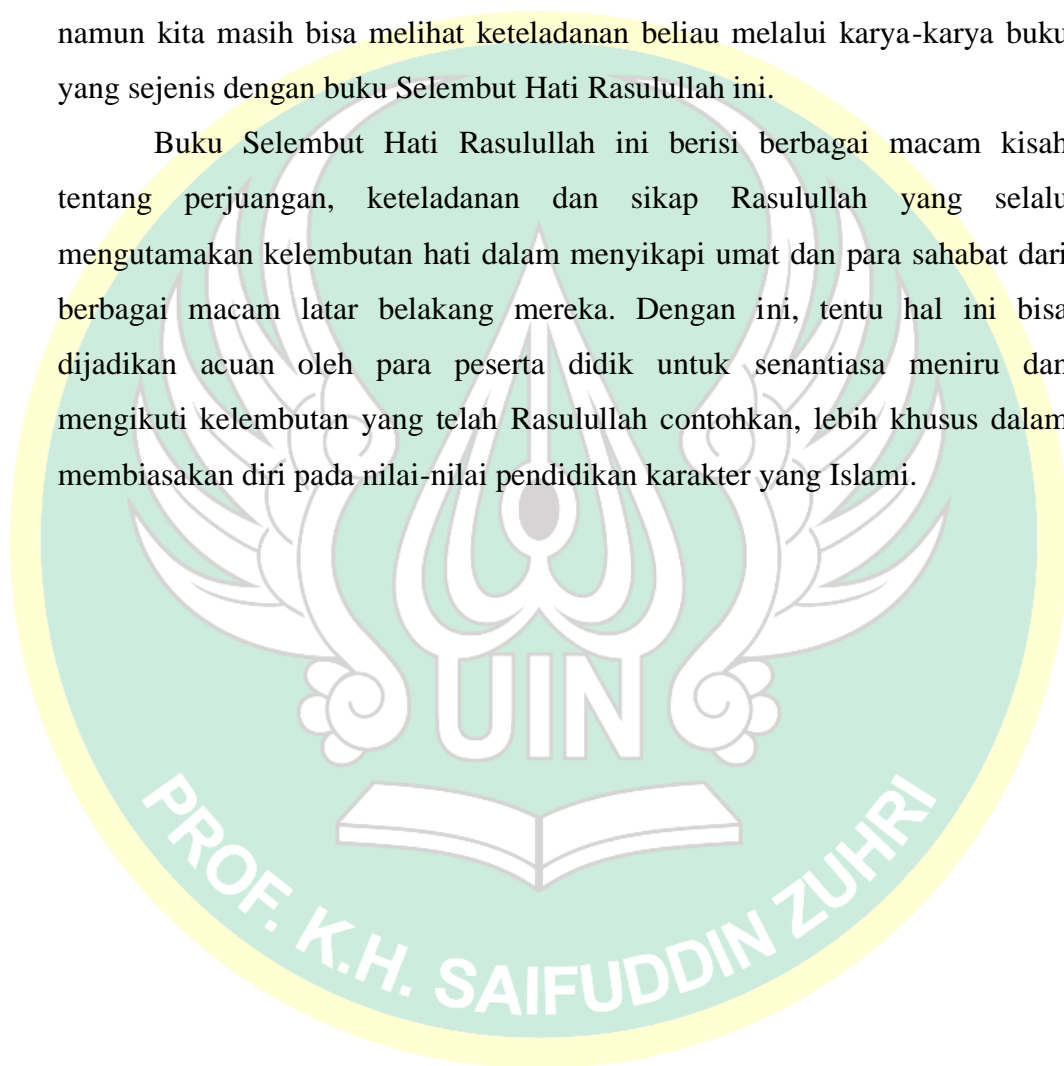 namun kita masih bisa melihat keteladanan beliau melalui karya-karya buku
yang sejenis dengan buku Selembut Hati Rasulullah ini.
Buku Selembut Hati Rasulullah ini berisi berbagai macam kisah
tentang perjuangan, keteladanan dan sikap Rasulullah yang selalu
mengutamakan kelembutan hati dalam menyikapi umat dan para sahabat dari
berbagai macam latar belakang mereka. Dengan ini, tentu hal ini bisa
dijadikan acuan oleh para peserta didik untuk senantiasa meniru dan
mengikuti kelembutan yang telah Rasulullah contohkan, lebih khusus dalam
membiasakan diri pada nilai-nilai pendidikan karakter yang Islami.
UIN
PROF. K.H. SAIFUDDIN ZUHRI